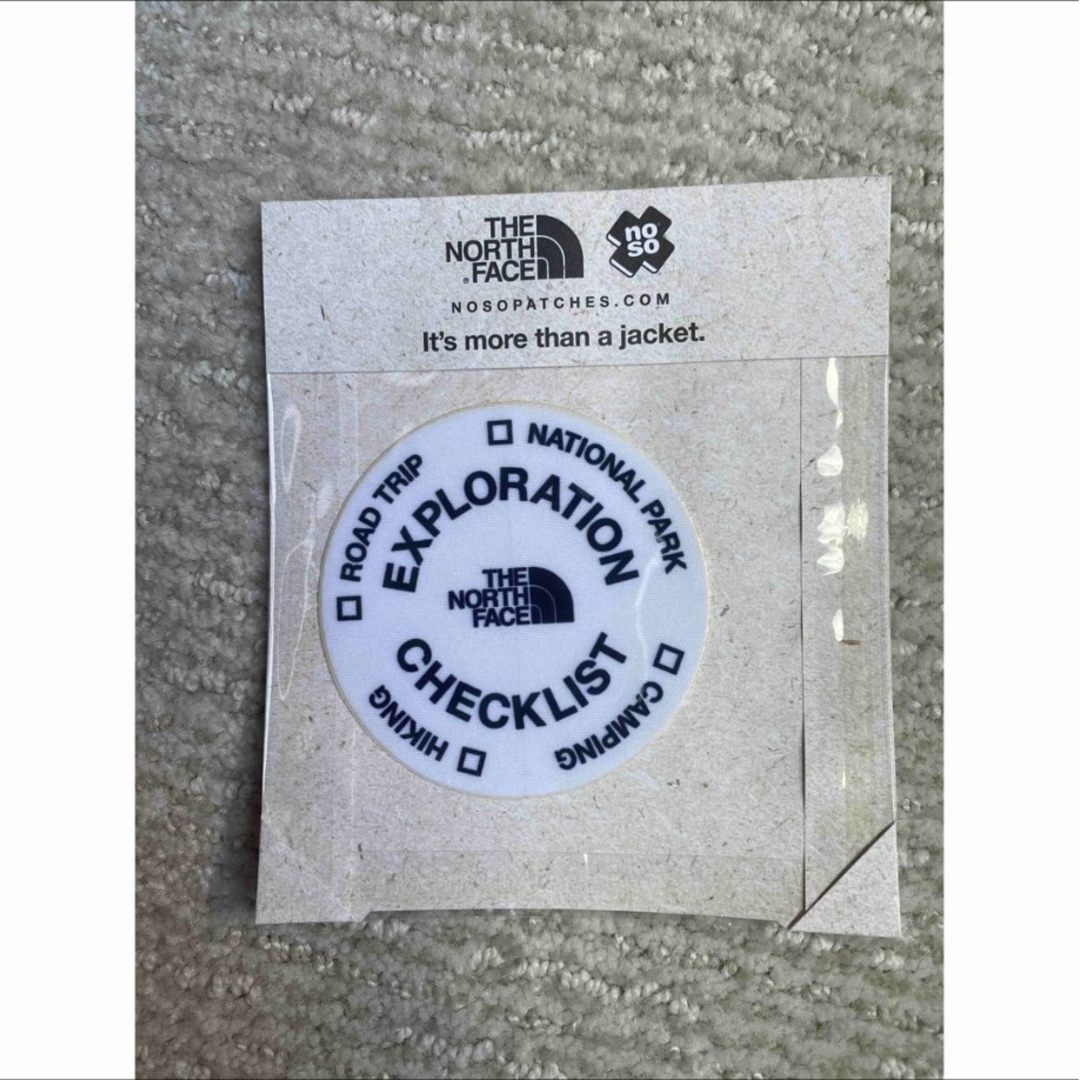 THE
NORTH
FACE
no
so
NOSOPATCHES.COM
It's more than a jacket.
☐ NATIONAL PARK
☐ ROAD TRIP
EXPLORATION
THE
NORTH
FACE
CHECKLIST
☐ CAMPING
☐ HIKING